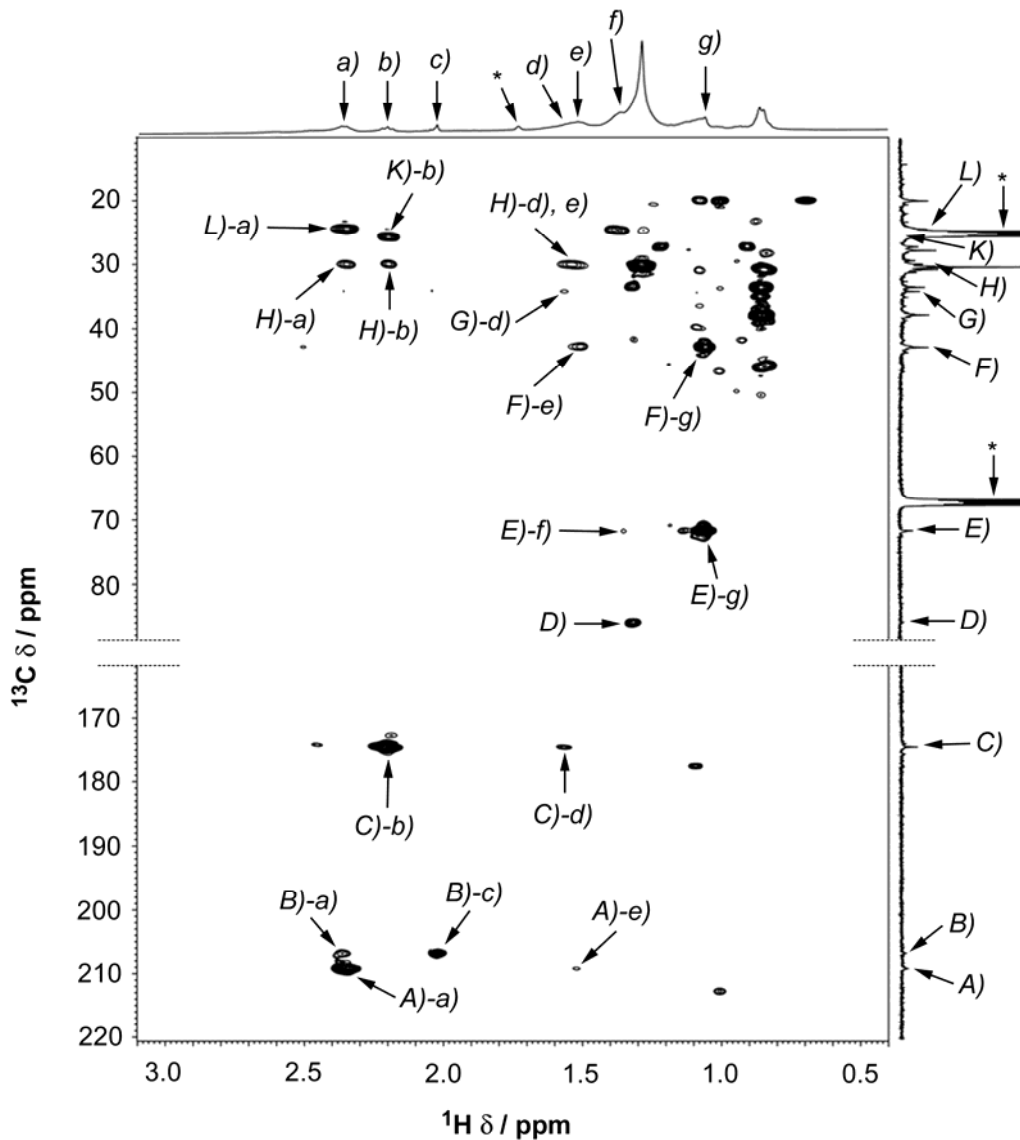 a)
b)
c)
*
d)
e)
f)
g)
K)-b)
L)-a)
H)-d), e)
H)-a)
H)-b)
G)-d)
F)-e)
F)-g)
E)-f)
E)-g)
D)
C)-b)
C)-d)
B)-a)
B)-c)
A)-e)
A)-a)
L)
*
K)
H)
G)
F)
*
E)
D)
C)
B)
A)
20
30
40
50
60
70
80
170
180
190
200
210
220
13C δ / ppm
3.0 2.5 2.0 1.5 1.0 0.5
1H δ / ppm